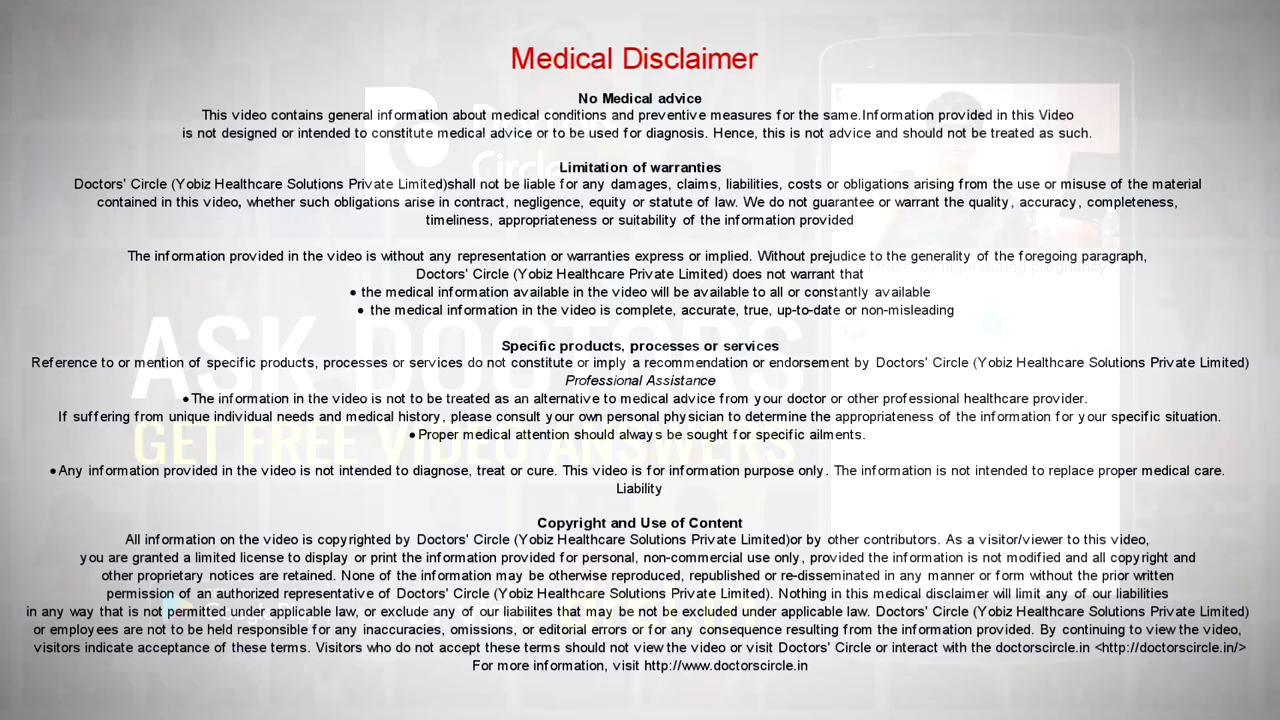 Medical Disclaimer
No Medical advice
This video contains general information about medical conditions and preventive measures for the same.Information provided in this Video
is not designed or intended to constitute medical advice or to be used for diagnosis. Hence, this is not advice and should not be treated as such.
Limitation of warranties
Doctors' Circle (Yobiz Healthcare Solutions Private Limited)shall not be liable for any damages, claims, liabilities, costs or obligations arising from the use or misuse of the material
contained in this video, whether such obligations arise in contract, negligence, equity or statute of law. We do not guarantee or warrant the quality, accuracy, completeness,
timeliness, appropriateness or suitability of the information provided
The information provided in the video is without any representation or warranties express or implied. Without prejudice to the generality of the foregoing paragraph,
Doctors' Circle (Yobiz Healthcare Private Limited) does not warrant that
• the medical information available in the video will be available to all or constantly available
• the medical information in the video is complete, accurate, true, up-to-date or non-misleading
Specific products, processes or services
Reference to or mention of specific products, processes or services do not constitute or imply a recommendation or endorsement by Doctors' Circle (Yobiz Healthcare Solutions Private Limited)
Professional Assistance
•The information in the video is not to be treated as an alternative to medical advice from your doctor or other professional healthcare provider.
If suffering from unique individual needs and medical history, please consult your own personal physician to determine the appropriateness of the information for your specific situation.
•Proper medical attention should always be sought for specific ailments.
•Any information provided in the video is not intended to diagnose, treat or cure. This video is for information purpose only. The information is not intended to replace proper medical care.
Liability
Copyright and Use of Content
All information on the video is copyrighted by Doctors' Circle (Yobiz Healthcare Solutions Private Limited)or by other contributors. As a visitor/viewer to this video,
you are granted a limited license to display or print the information provided for personal, non-commercial use only, provided the information is not modified and all copyright and
other proprietary notices are retained. None of the information may be otherwise reproduced, republished or re-disseminated in any manner or form without the prior written
permission of an authorized representative of Doctors' Circle (Yobiz Healthcare Solutions Private Limited). Nothing in this medical disclaimer will limit any of our liabilities
in any way that is not permitted under applicable law, or exclude any of our liabilites that may be not be excluded under applicable law. Doctors' Circle (Yobiz Healthcare Solutions Private Limited)
or employees are not to be held responsible for any inaccuracies, omissions, or editorial errors or for any consequence resulting from the information provided. By continuing to view the video,
visitors indicate acceptance of these terms. Visitors who do not accept these terms should not view the video or visit Doctors' Circle or interact with the doctorscircle.in <http://doctorscircle.in/>
For more information, visit http://www.doctorscircle.in
Circle
ASK DOCTORS
GET FREE VIDEO ANSWERS
Google Play
during pregnancy?